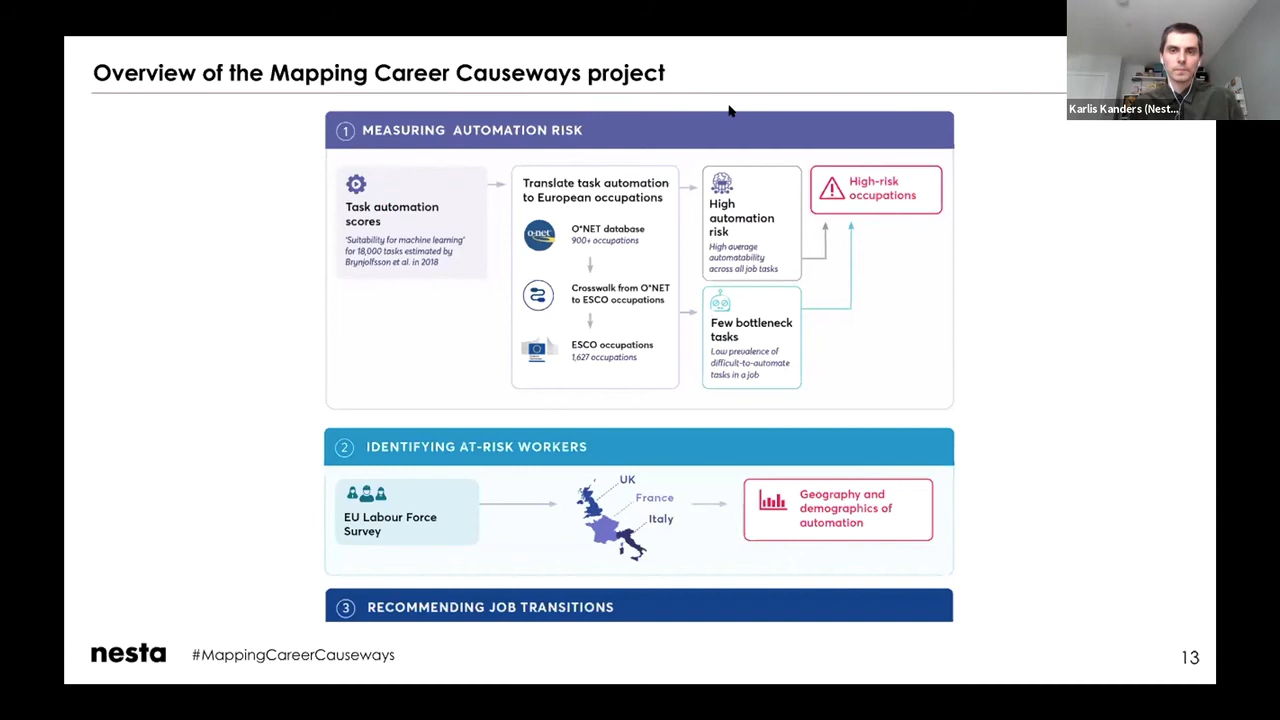 Overview of the Mapping Career Causeways project
Karlis Kanders (Nest...
1 MEASURING AUTOMATION RISK
Task automation
scores
'Suitability for machine learning'
for 18,000 tasks estimated by
Brynjolfsson et al. in 2018
Translate task automation
to European occupations
o*net
O*NET database
900+ occupations
Crosswalk from O*NET
to ESCO occupations
ESCO occupations
1,627 occupations
High
automation
risk
High average
automatability
across all job tasks
Few bottleneck
tasks
Low prevalence of
difficult-to-automate
tasks in a job
High-risk
occupations
2 IDENTIFYING AT-RISK WORKERS
EU Labour Force
Survey
UK
France
Italy
Geography and
demographics of
automation
3 RECOMMENDING JOB TRANSITIONS
nesta #MappingCareerCauseways
13